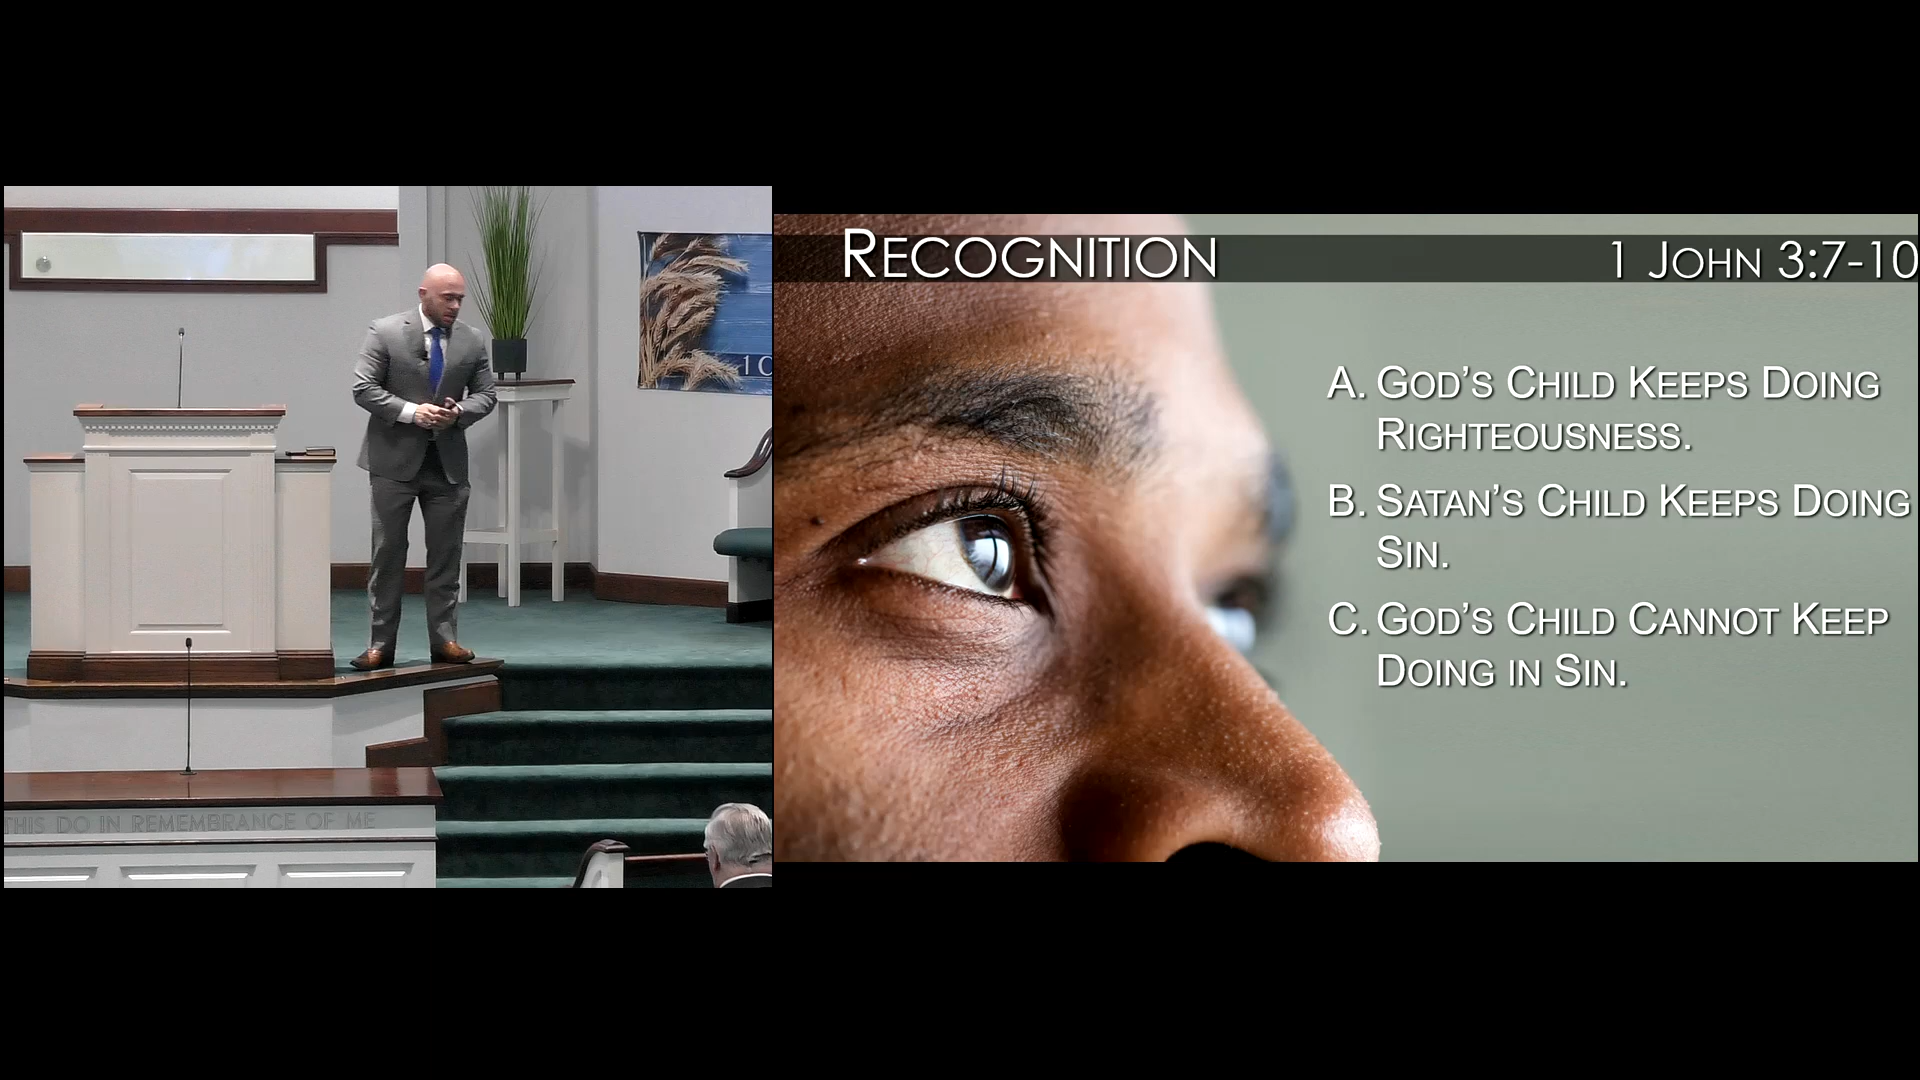 RECOGNITION
1 JOHN 3:7-10
A. GOD'S CHILD KEEPS DOING
RIGHTEOUSNESS.
B. SATAN'S CHILD KEEPS DOING
SIN.
C. GOD'S CHILD CANNOT KEEP
DOING IN SIN.
10
THIS DO IN REMEMBRANCE OF ME